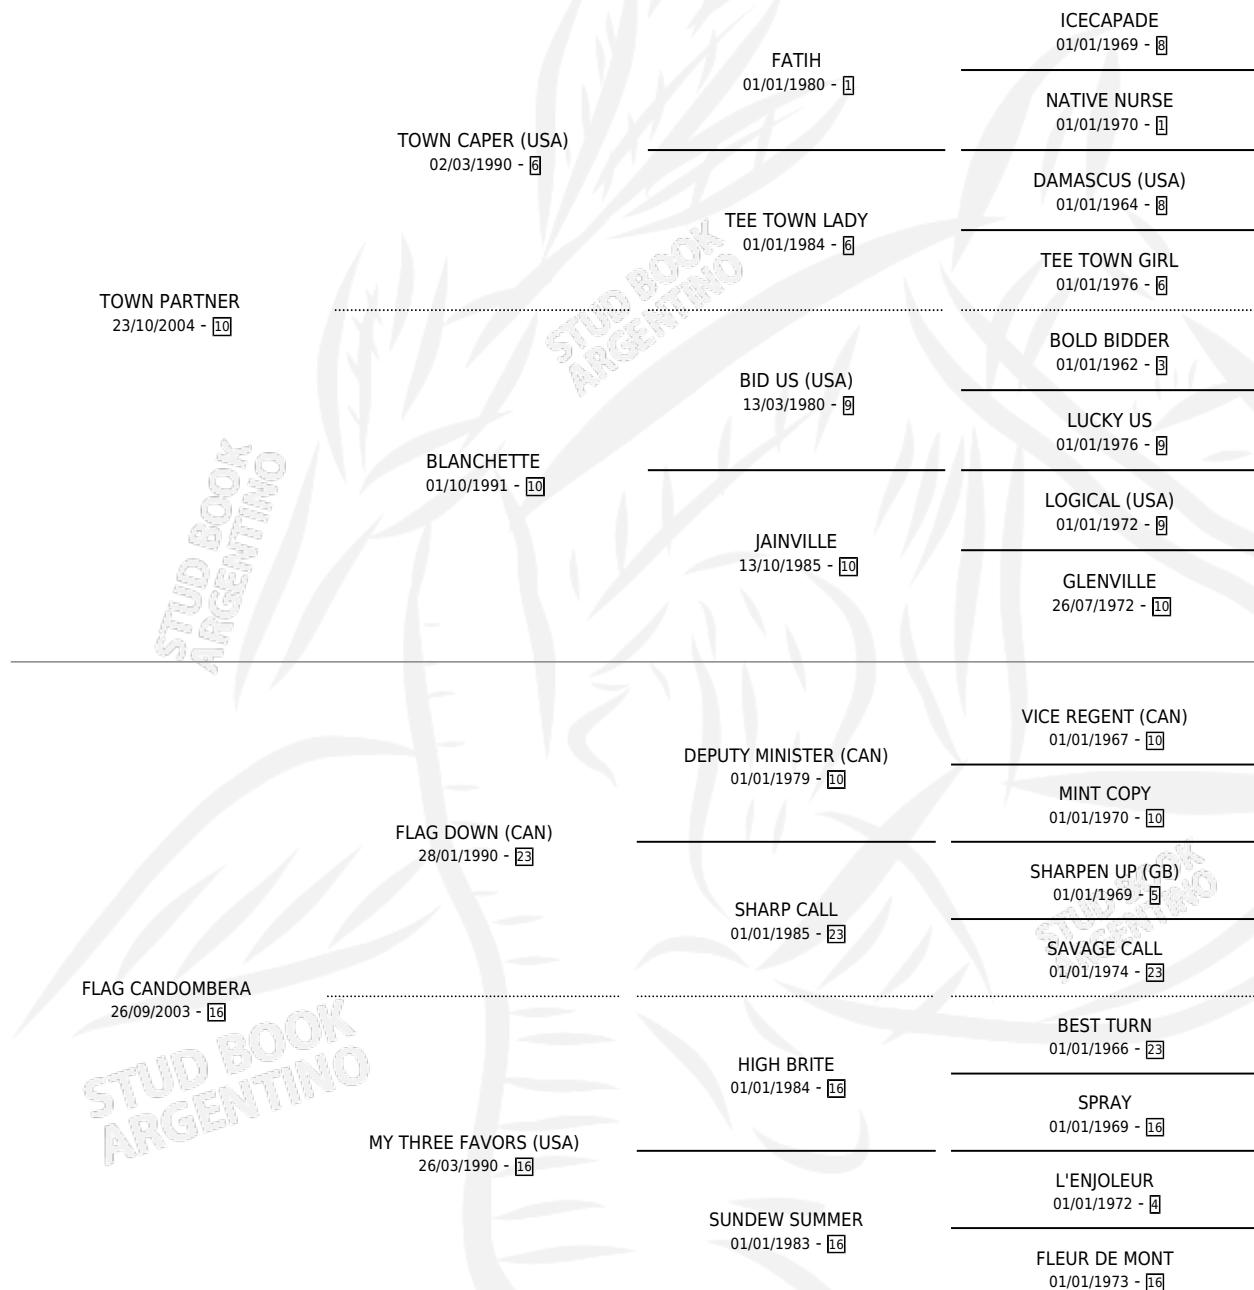 TOWN PARTNER
23/10/2004 - 10
TOWN CAPER (USA)
02/03/1990 - 6
FATIH
01/01/1980 - 1
ICECAPADE
01/01/1969 - 8
NATIVE NURSE
01/01/1970 - 1
TEE TOWN LADY
01/01/1984 - 6
DAMASCUS (USA)
01/01/1964 - 8
TEE TOWN GIRL
01/01/1976 - 6
BLANCHETTE
01/10/1991 - 10
BID US (USA)
13/03/1980 - 9
BOLD BIDDER
01/01/1962 - 3
LUCKY US
01/01/1976 - 9
JAINVILLE
13/10/1985 - 10
LOGICAL (USA)
01/01/1972 - 9
GLENVILLE
26/07/1972 - 10
STUD BOOK
ARGENTINO
STUD BOOK
ARGENTINO
FLAG CANDOMBERA
26/09/2003 - 16
FLAG DOWN (CAN)
28/01/1990 - 23
DEPUTY MINISTER (CAN)
01/01/1979 - 10
VICE REGENT (CAN)
01/01/1967 - 10
MINT COPY
01/01/1970 - 10
SHARP CALL
01/01/1985 - 23
SHARPEN UP (GB)
01/01/1969 - 5
SAVAGE CALL
01/01/1974 - 23
MY THREE FAVORS (USA)
26/03/1990 - 16
HIGH BRITE
01/01/1984 - 16
BEST TURN
01/01/1966 - 23
SPRAY
01/01/1969 - 16
SUNDEW SUMMER
01/01/1983 - 16
L'ENJOLEUR
01/01/1972 - 4
FLEUR DE MONT
01/01/1973 - 16
STUD BOOK
ARGENTINO
STUD BOOK
ARGENTINO